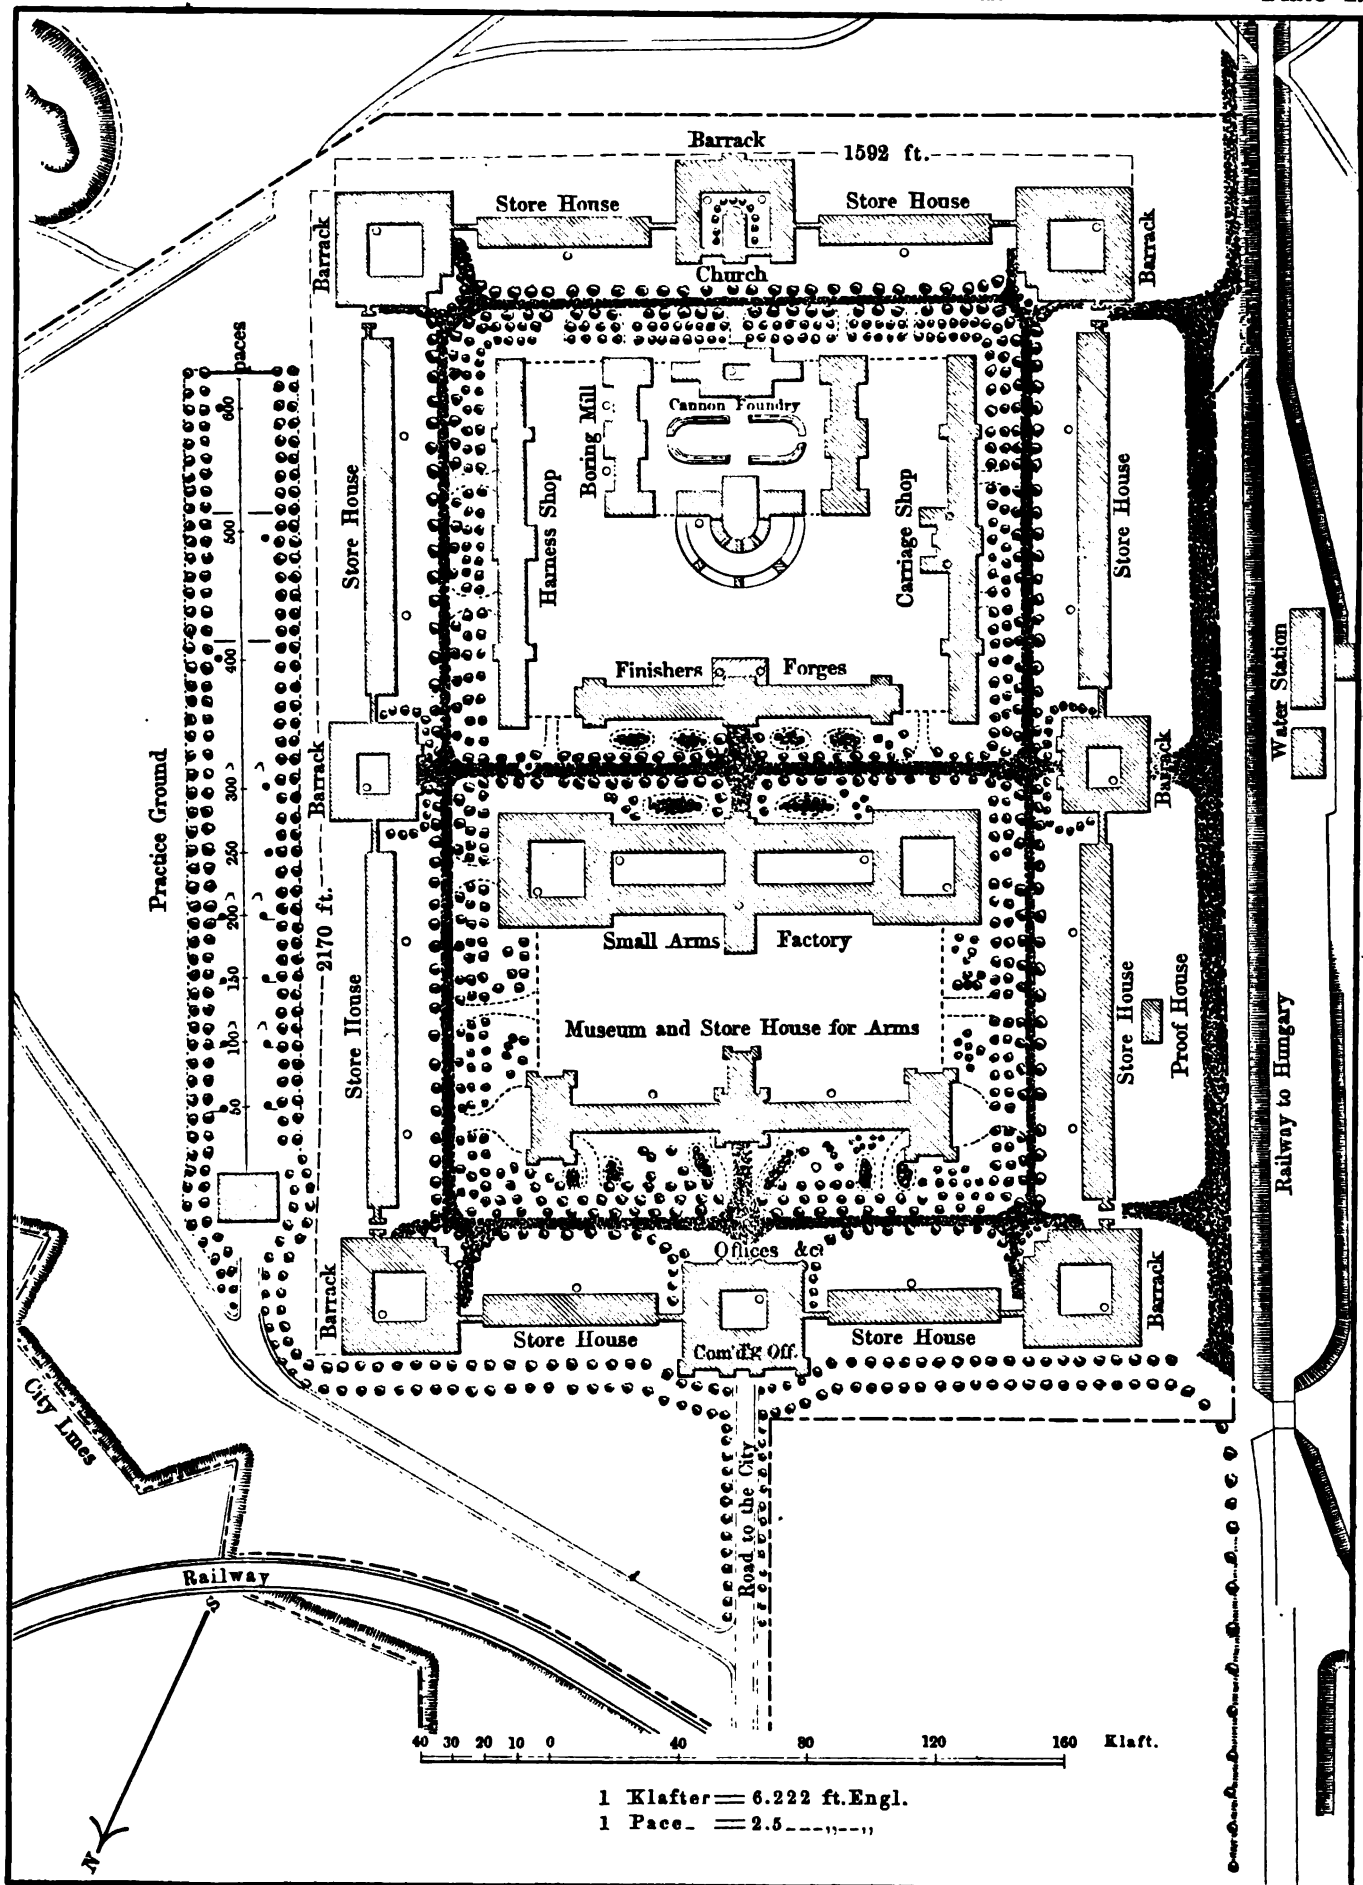 Barrack
1592 ft.
Store House
Store House
Barrack
Barrack
Church
paces
600
500
400
300
250
200
150
100
50
Practice Ground
2170 ft.
Store House
Harness Shop
Boring Mill
Cannon Foundry
Carriage Shop
Store House
Finishers
Forges
Barrack
Barrack
Water Station
Small Arms Factory
Store House
Museum and Store House for Arms
Store House
Proof House
Railway to Hungary
Offices &c.
Barrack
Store House
Com'd'g Off.
Store House
Barrack
City Lines
Road to the City
Railway
S
N
40 30 20 10 0 40 80 120 160 Klaft.
1 Klafter = 6.222 ft. Engl.
1 Pace = 2.5 ---„--„